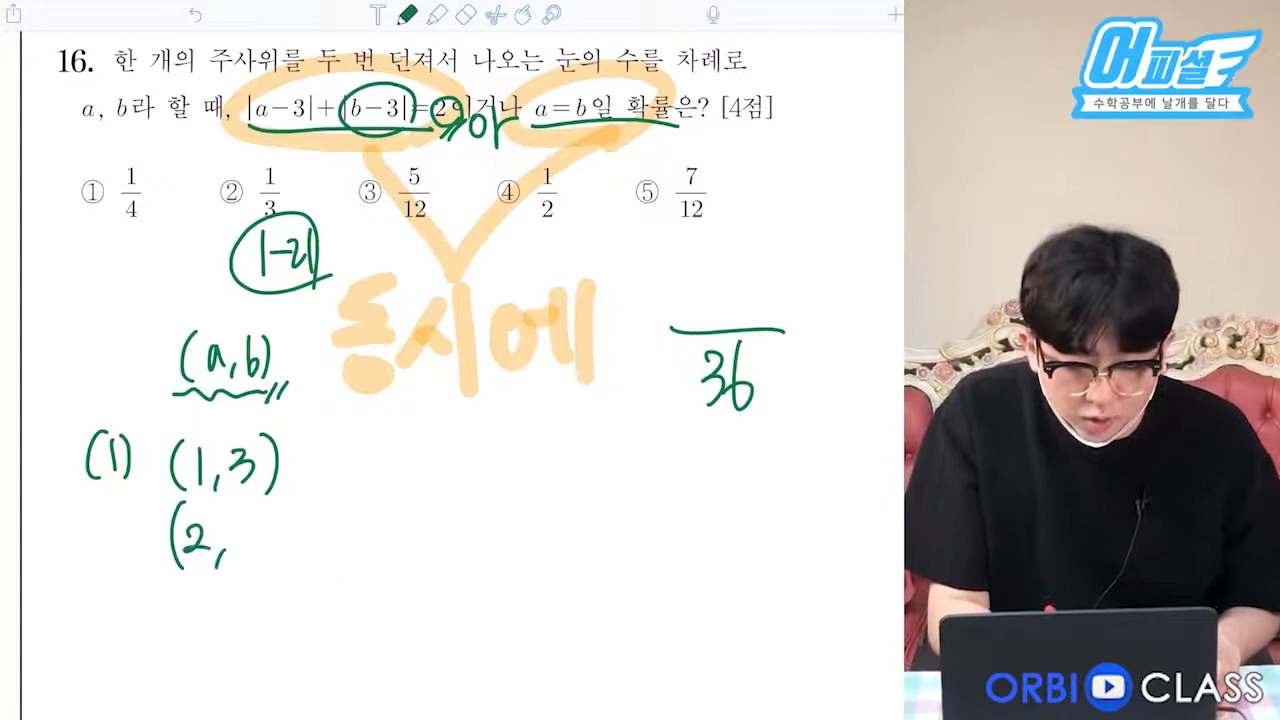 16. 한 개의 주사위를 두 번 던져서 나오는 눈의 수를 차례로
a, b라 할 때, |a-3|+|b-3|=2이거나 a=b일 확률은? [4점]
① 1/4 ② 1/3 ③ 5/12 ④ 1/2 ⑤ 7/12
동시에
36
(a,b)
(1) (1,3)
(2,
어피셜
수학공부에 날개를 달다
ORBI CLASS